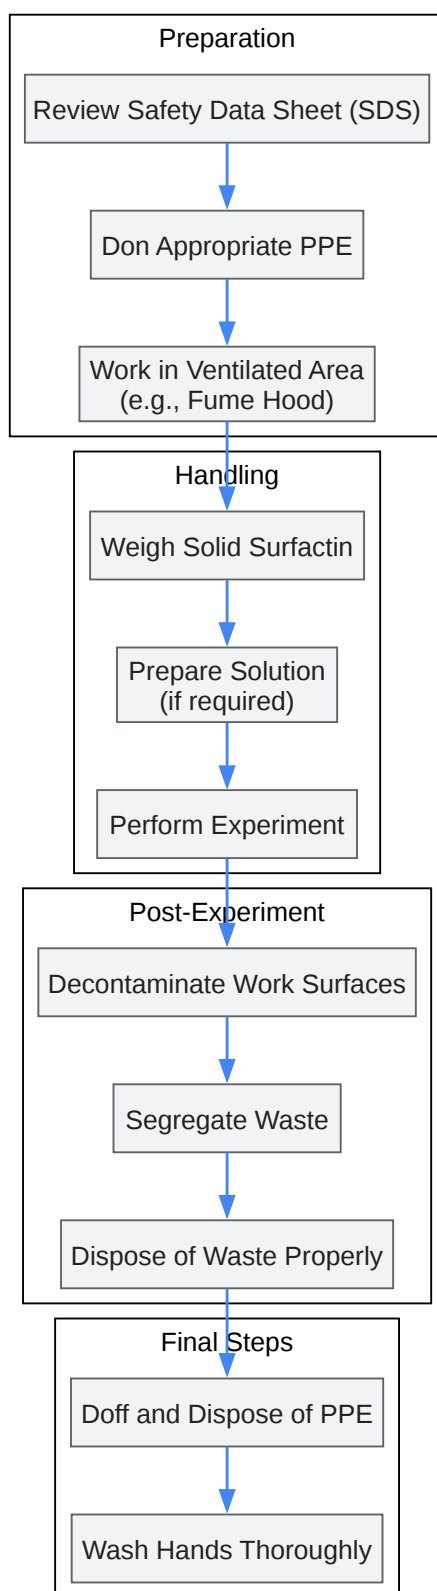 Preparation
Review Safety Data Sheet (SDS)
Don Appropriate PPE
Work in Ventilated Area
(e.g., Fume Hood)
Handling
Weigh Solid Surfactin
Prepare Solution
(if required)
Perform Experiment
Post-Experiment
Decontaminate Work Surfaces
Segregate Waste
Dispose of Waste Properly
Final Steps
Doff and Dispose of PPE
Wash Hands Thoroughly